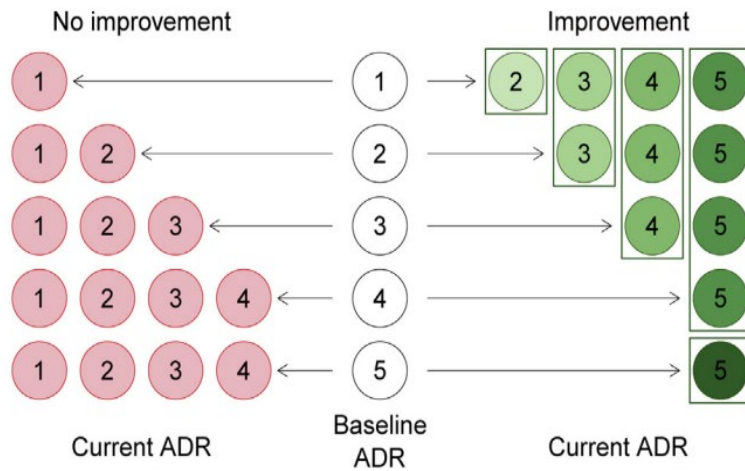 No improvement Improvement
1 1 2 3 4 5
1 2 2 3 4 5
1 2 3 3 4 5
1 2 3 4 4 5
1 2 3 4 5 5
Current ADR Baseline ADR Current ADR